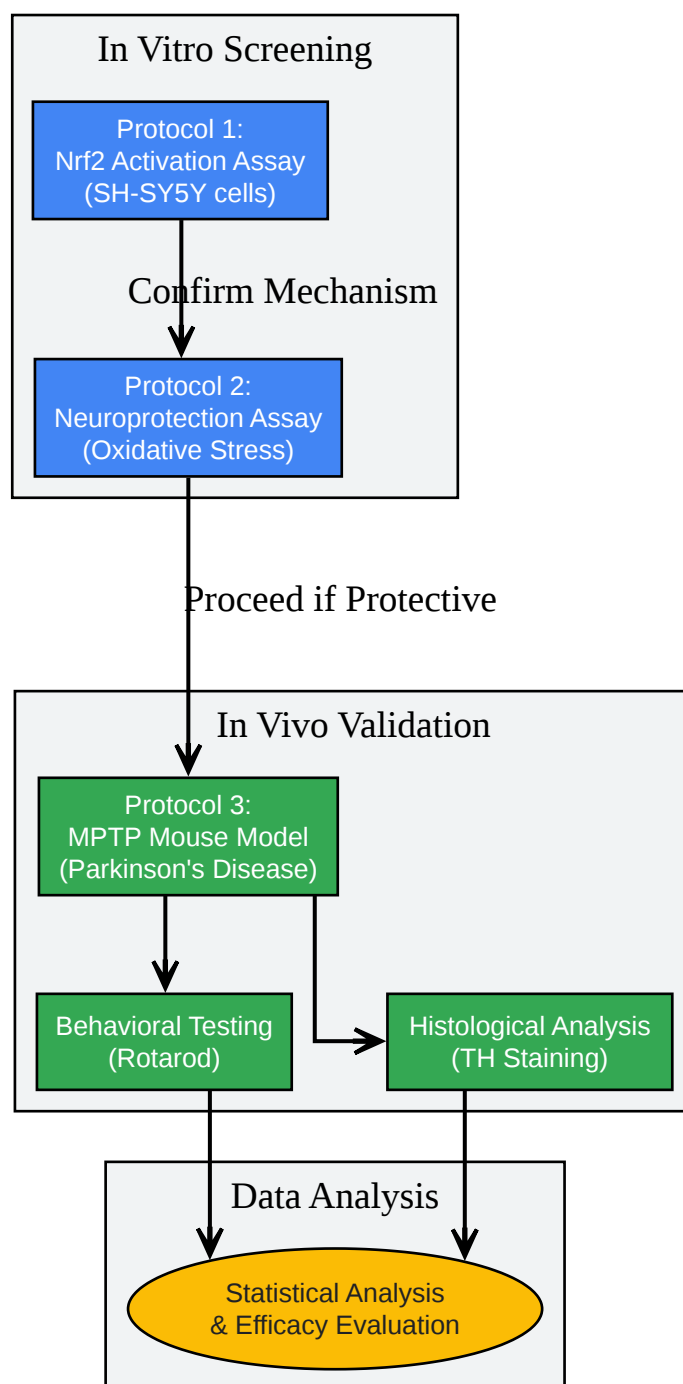 In Vitro Screening
Protocol 1:
Nrf2 Activation Assay
(SH-SY5Y cells)
Confirm Mechanism
Protocol 2:
Neuroprotection Assay
(Oxidative Stress)
Proceed if Protective
In Vivo Validation
Protocol 3:
MPTP Mouse Model
(Parkinson's Disease)
Behavioral Testing
(Rotarod)
Histological Analysis
(TH Staining)
Data Analysis
Statistical Analysis
& Efficacy Evaluation